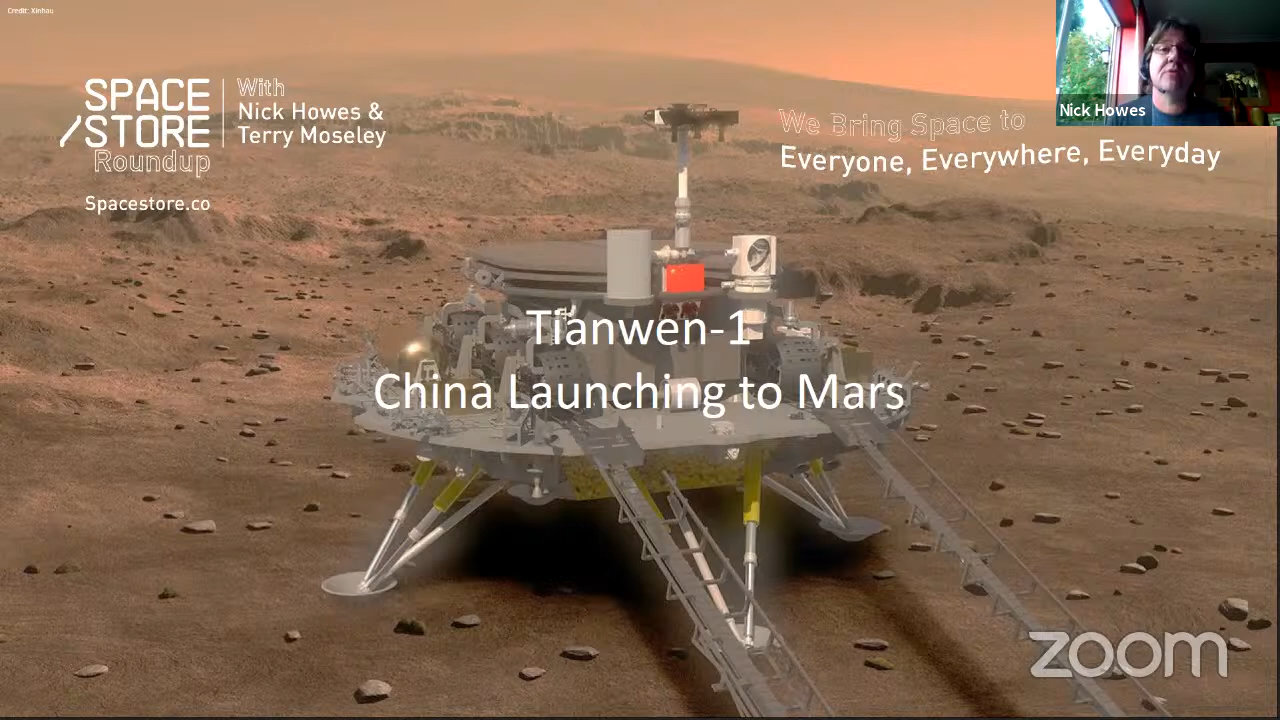 Credit: Xinhau
SPACE
/STORE
Roundup
With
Nick Howes &
Terry Moseley
Spacestore.co
We Bring Space to
Everyone, Everywhere, Everyday
Nick Howes
Tianwen-1
China Launching to Mars
zoom